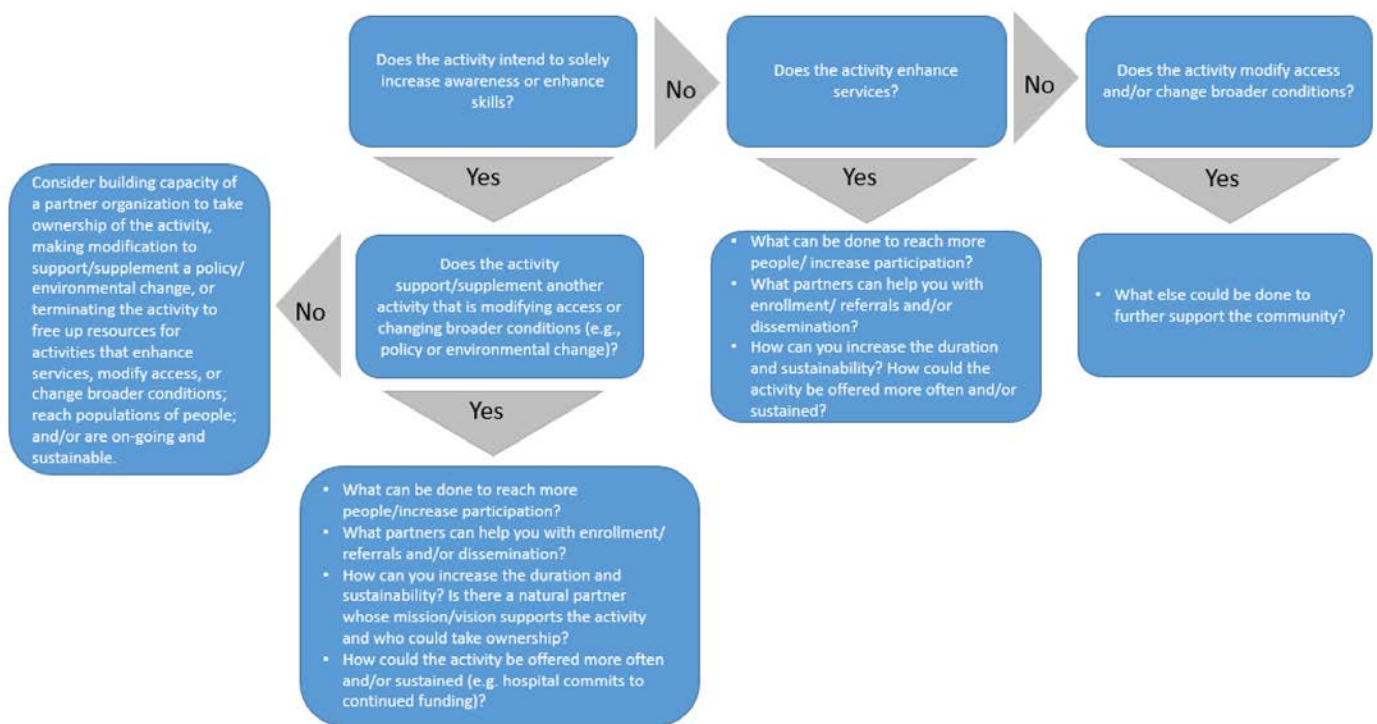 Does the activity intend to solely
increase awareness or enhance
skills?
No
Does the activity enhance
services?
No
Does the activity modify access
and/or change broader conditions?
Yes
Yes
Yes
Consider building capacity of
a partner organization to take
ownership of the activity,
making modification to
support/supplement a policy/
environmental change, or
terminating the activity to
free up resources for
activities that enhance
services, modify access, or
change broader conditions;
reach populations of people;
and/or are on-going and
sustainable.
No
Does the activity
support/supplement another
activity that is modifying access or
changing broader conditions (e.g.,
policy or environmental change)?
• What can be done to reach more
people/ increase participation?
• What partners can help you with
enrollment/ referrals and/or
dissemination?
• How can you increase the duration
and sustainability? How could the
activity be offered more often and/or
sustained?
• What else could be done to
further support the community?
Yes
• What can be done to reach more
people/increase participation?
• What partners can help you with enrollment/
referrals and/or dissemination?
• How can you increase the duration and
sustainability? Is there a natural partner
whose mission/vision supports the activity
and who could take ownership?
• How could the activity be offered more often
and/or sustained (e.g. hospital commits to
continued funding)?